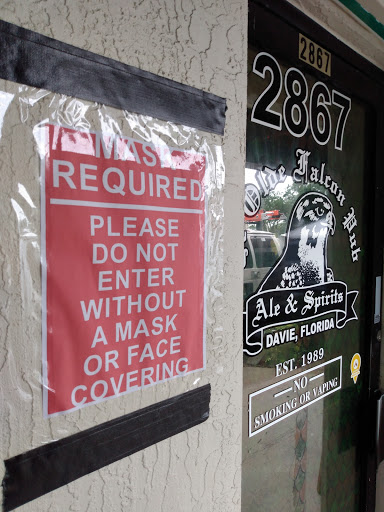 MASK
REQUIRED
PLEASE
DO NOT
ENTER
WITHOUT
A MASK
OR FACE
COVERING
2867
2867
Olde Falcon Pub
Ale & Spirits
DAVIE, FLORIDA
EST. 1989
NO
SMOKING OR VAPING